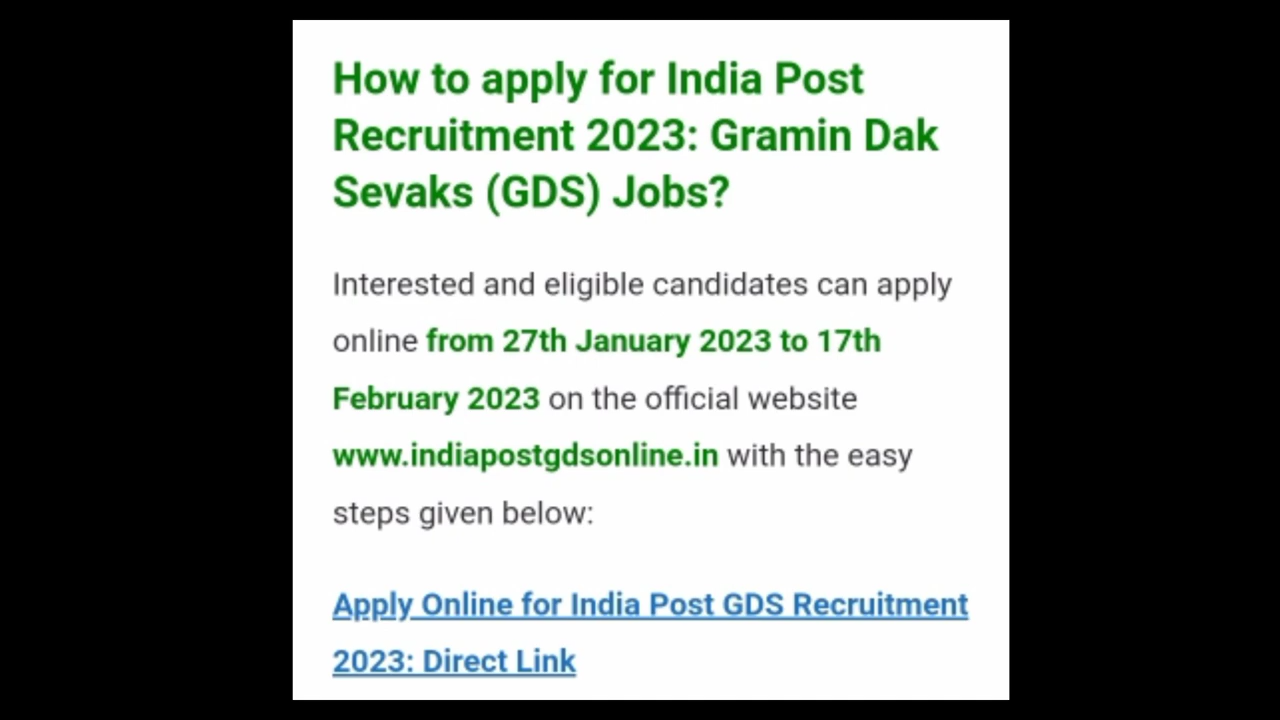 How to apply for India Post
Recruitment 2023: Gramin Dak
Sevaks (GDS) Jobs?
Interested and eligible candidates can apply
online from 27th January 2023 to 17th
February 2023 on the official website
www.indiapostgdsonline.in with the easy
steps given below:
Apply Online for India Post GDS Recruitment
2023: Direct Link